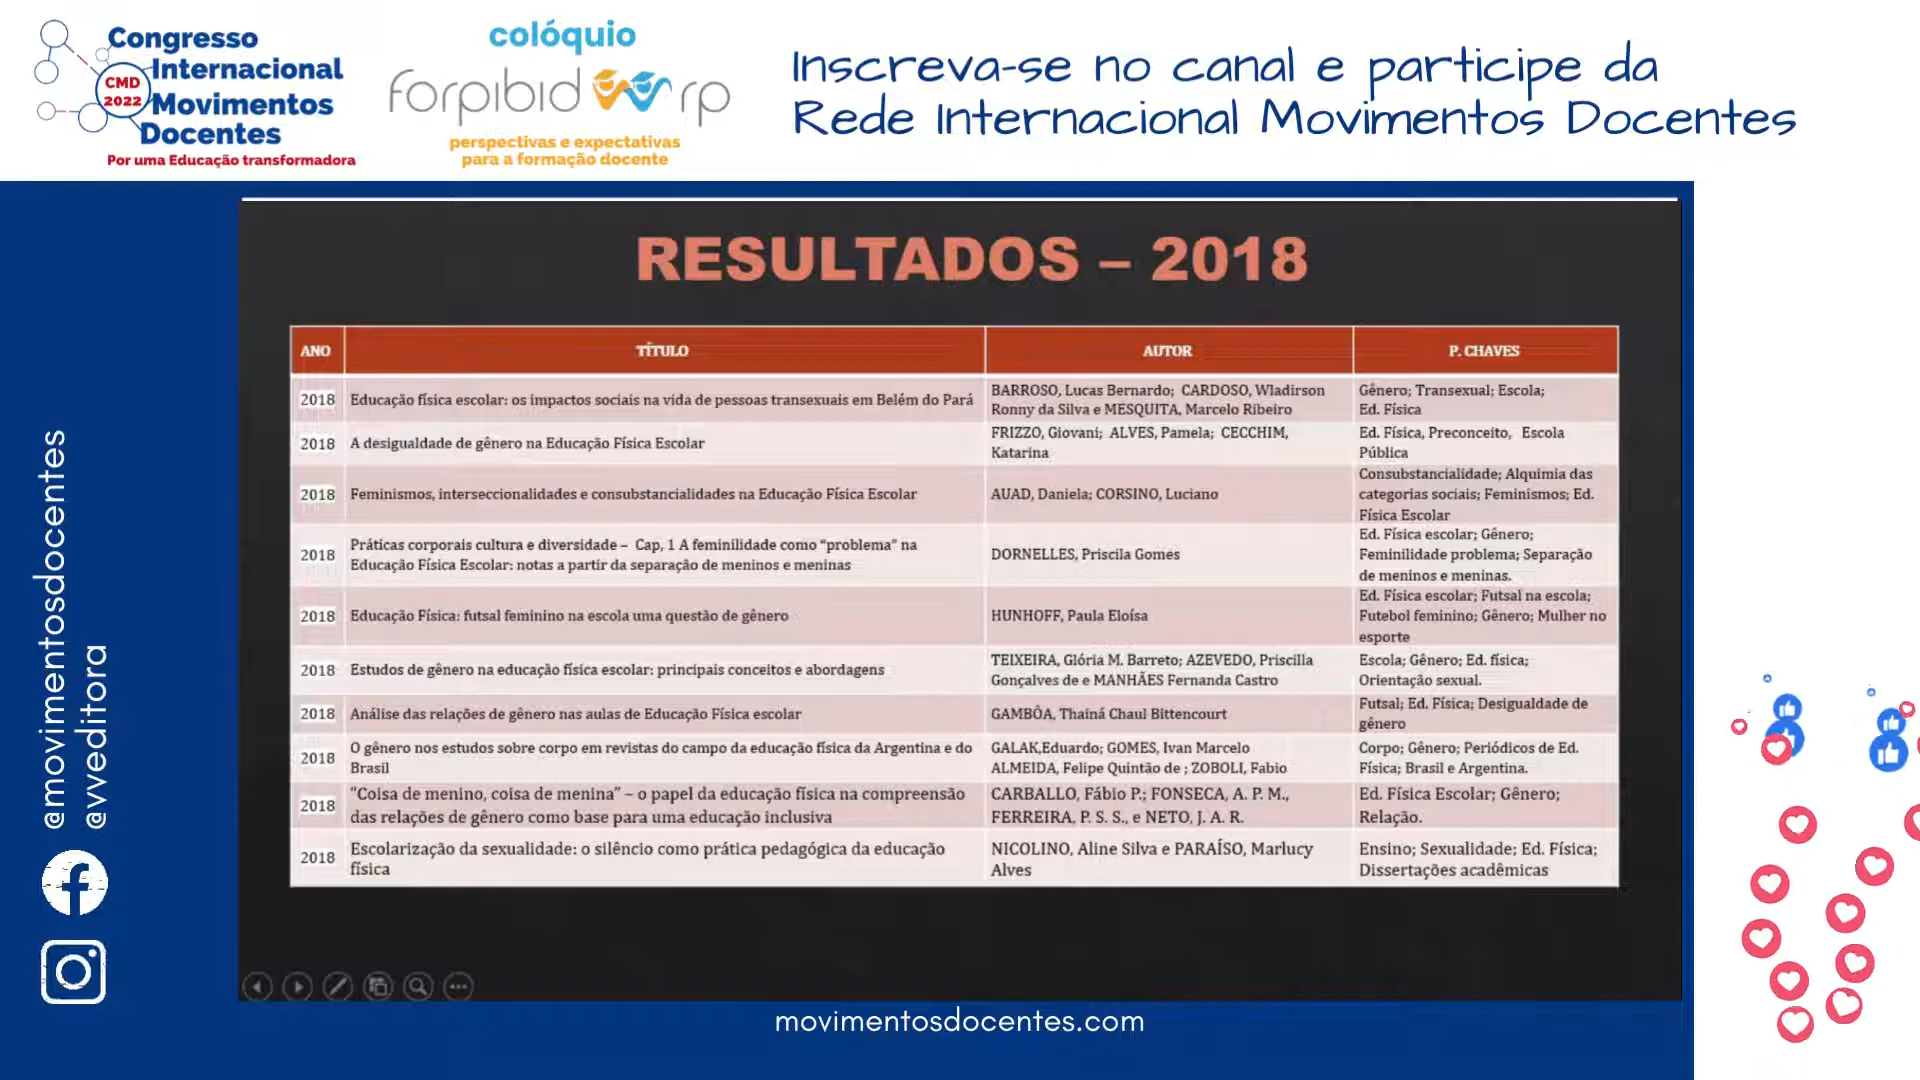 Congresso
Internacional
Movimentos
Docentes
CMD
2022
Por uma Educação transformadora
colóquio
forpibid rp
perspectivas e expectativas
para a formação docente
Inscreva-se no canal e participe da
Rede Internacional Movimentos Docentes
@movimentosdocentes
@vveditora
RESULTADOS – 2018
ANO TÍTULO AUTOR P. CHAVES
2018 Educação física escolar: os impactos sociais na vida de pessoas transexuais em Belém do Pará
BARROSO, Lucas Bernardo; CARDOSO, Wladirson
Ronny da Silva e MESQUITA, Marcelo Ribeiro
Gênero; Transexual; Escola;
Ed. Física
2018 A desigualdade de gênero na Educação Física Escolar
FRIZZO, Giovani; ALVES, Pamela; CECCHIM,
Katarina
Ed. Física, Preconceito, Escola
Pública
2018 Feminismos, interseccionalidades e consubstancialidades na Educação Física Escolar
AUAD, Daniela; CORSINO, Luciano
Consubstancialidade; Alquimia das
categorias sociais; Feminismos; Ed.
Física Escolar
2018 Práticas corporais cultura e diversidade – Cap, 1 A feminilidade como “problema” na
Educação Física Escolar: notas a partir da separação de meninos e meninas
DORNELLES, Priscila Gomes
Ed. Física escolar; Gênero;
Feminilidade problema; Separação
de meninos e meninas.
2018 Educação Física: futsal feminino na escola uma questão de gênero
HUNHOFF, Paula Eloísa
Ed. Física escolar; Futsal na escola;
Futebol feminino; Gênero; Mulher no
esporte
2018 Estudos de gênero na educação física escolar: principais conceitos e abordagens
TEIXEIRA, Glória M. Barreto; AZEVEDO, Priscilla
Gonçalves de e MANHÃES Fernanda Castro
Escola; Gênero; Ed. física;
Orientação sexual.
2018 Análise das relações de gênero nas aulas de Educação Física escolar
GAMBÔA, Thainá Chaul Bittencourt
Futsal; Ed. Física; Desigualdade de
gênero
2018 O gênero nos estudos sobre corpo em revistas do campo da educação física da Argentina e do
Brasil
GALAK,Eduardo; GOMES, Ivan Marcelo
ALMEIDA, Felipe Quintão de ; ZOBOLI, Fabio
Corpo; Gênero; Periódicos de Ed.
Física; Brasil e Argentina.
2018 “Coisa de menino, coisa de menina” – o papel da educação física na compreensão
das relações de gênero como base para uma educação inclusiva
CARBALLO, Fábio P.; FONSECA, A. P. M.,
FERREIRA, P. S. S., e NETO, J. A. R.
Ed. Física Escolar; Gênero;
Relação.
2018 Escolarização da sexualidade: o silêncio como prática pedagógica da educação
física
NICOLINO, Aline Silva e PARAÍSO, Marlucy
Alves
Ensino; Sexualidade; Ed. Física;
Dissertações acadêmicas
movimentosdocentes.com